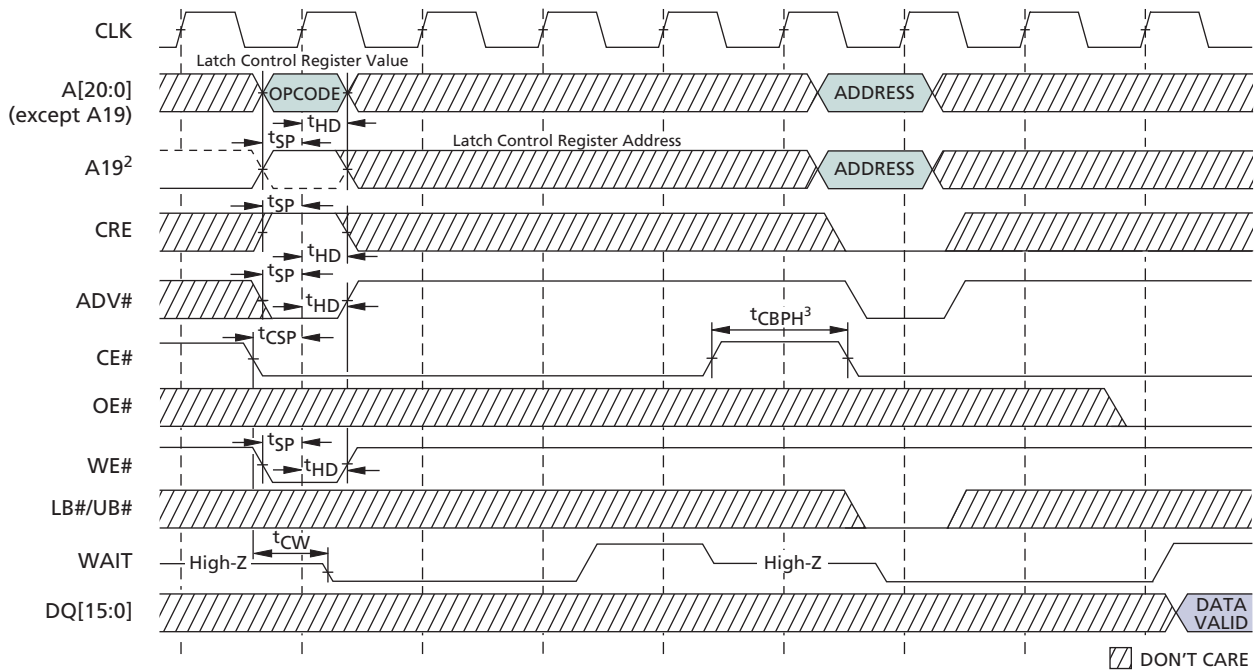 CLK
Latch Control Register Value
A[20:0]
(except A19)
OPCODE
ADDRESS
tHD
tSP
Latch Control Register Address
A19²
ADDRESS
tSP
CRE
tHD
tSP
ADV#
tHD
tCBPH³
tCSP
CE#
OE#
tSP
WE#
tHD
LB#/UB#
tCW
WAIT
High-Z
High-Z
DQ[15:0]
DATA
VALID
DON'T CARE